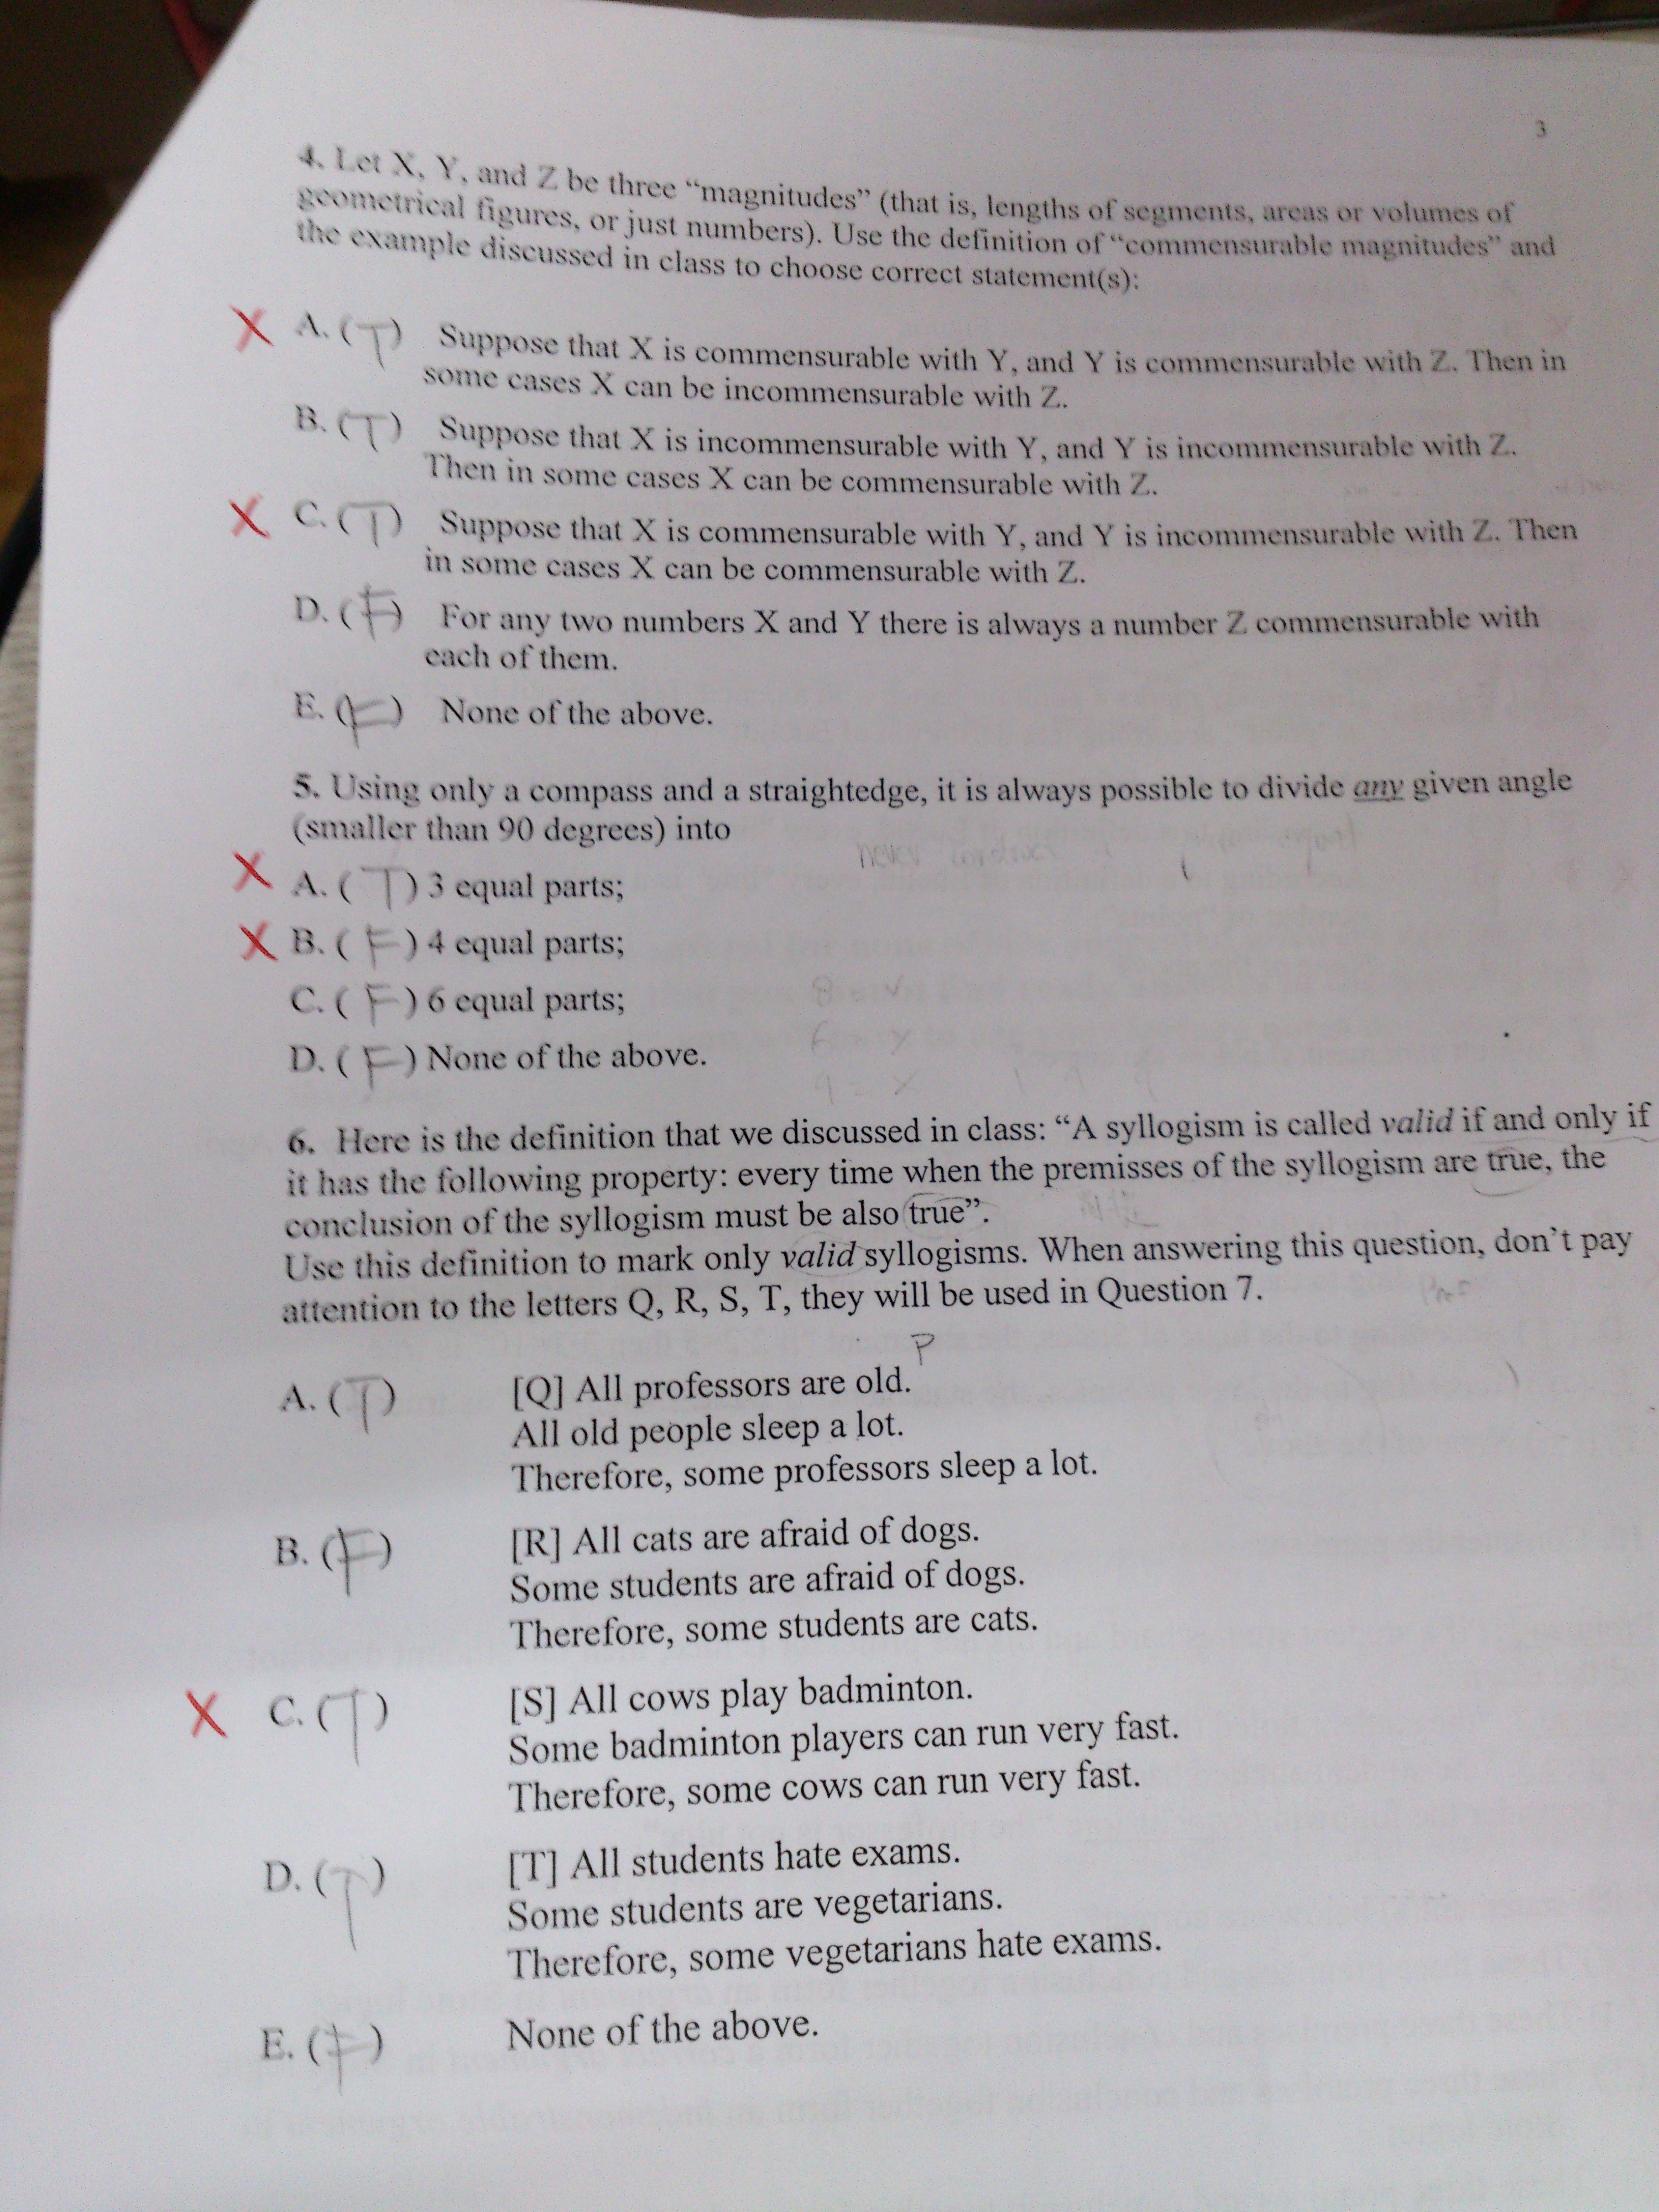 3
4. Let X, Y, and Z be three “magnitudes” (that is, lengths of segments, areas or volumes of
geometrical figures, or just numbers). Use the definition of “commensurable magnitudes” and
the example discussed in class to choose correct statement(s):
X A. (T) Suppose that X is commensurable with Y, and Y is commensurable with Z. Then in
some cases X can be incommensurable with Z.
B. (T) Suppose that X is incommensurable with Y, and Y is incommensurable with Z.
Then in some cases X can be commensurable with Z.
X C. (T) Suppose that X is commensurable with Y, and Y is incommensurable with Z. Then
in some cases X can be commensurable with Z.
D. (F) For any two numbers X and Y there is always a number Z commensurable with
each of them.
E. (F) None of the above.
5. Using only a compass and a straightedge, it is always possible to divide any given angle
(smaller than 90 degrees) into
never
X A. (T) 3 equal parts;
X B. (F) 4 equal parts;
C. (F) 6 equal parts;
D. (F) None of the above.
6. Here is the definition that we discussed in class: “A syllogism is called valid if and only if
it has the following property: every time when the premisses of the syllogism are true, the
conclusion of the syllogism must be also true”.
Use this definition to mark only valid syllogisms. When answering this question, don’t pay
attention to the letters Q, R, S, T, they will be used in Question 7.
P
A. (T) [Q] All professors are old.
All old people sleep a lot.
Therefore, some professors sleep a lot.
B. (F) [R] All cats are afraid of dogs.
Some students are afraid of dogs.
Therefore, some students are cats.
X C. (T) [S] All cows play badminton.
Some badminton players can run very fast.
Therefore, some cows can run very fast.
D. (T) [T] All students hate exams.
Some students are vegetarians.
Therefore, some vegetarians hate exams.
E. (F) None of the above.